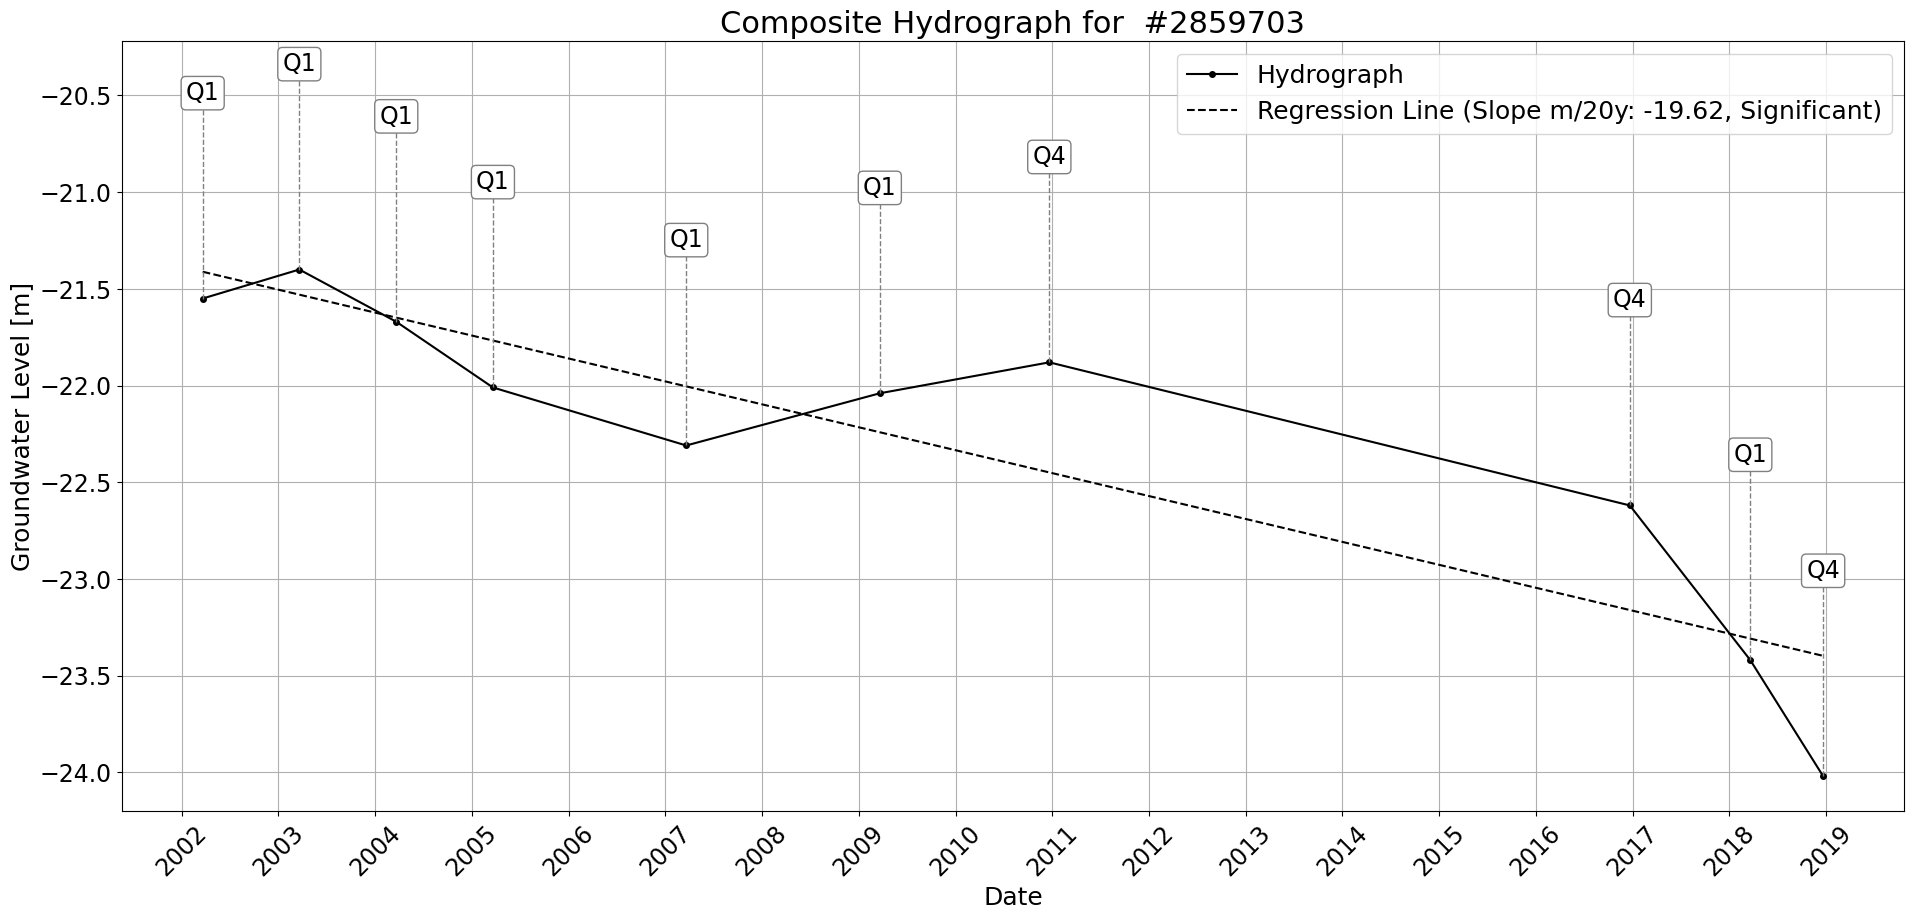 Composite Hydrograph for  #2859703
Hydrograph
Regression Line (Slope m/20y: -19.62, Significant)
Q1
Q1
Q1
Q1
Q1
Q1
Q4
Q4
Q1
Q4
Groundwater Level [m]
−20.5
−21.0
−21.5
−22.0
−22.5
−23.0
−23.5
−24.0
2002
2003
2004
2005
2006
2007
2008
2009
2010
2011
2012
2013
2014
2015
2016
2017
2018
2019
Date